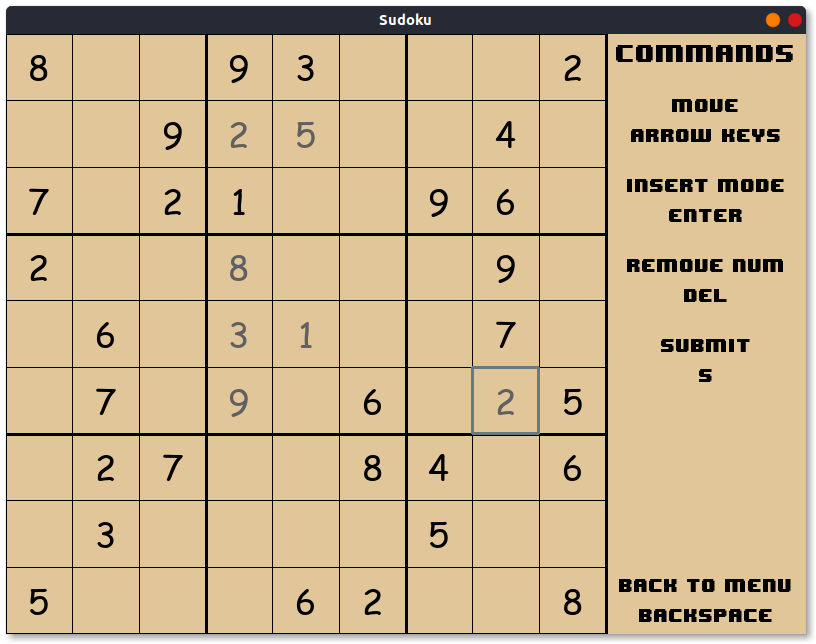 Sudoku
8 9 3 2
9 2 5 4
7 2 1 9 6
2 8 9
6 3 1 7
7 9 6 2 5
2 7 8 4 6
3 5
5 6 2 8
COMMANDS
MOVE
ARROW KEYS
INSERT MODE
ENTER
REMOVE NUM
DEL
SUBMIT
S
BACK TO MENU
BACKSPACE